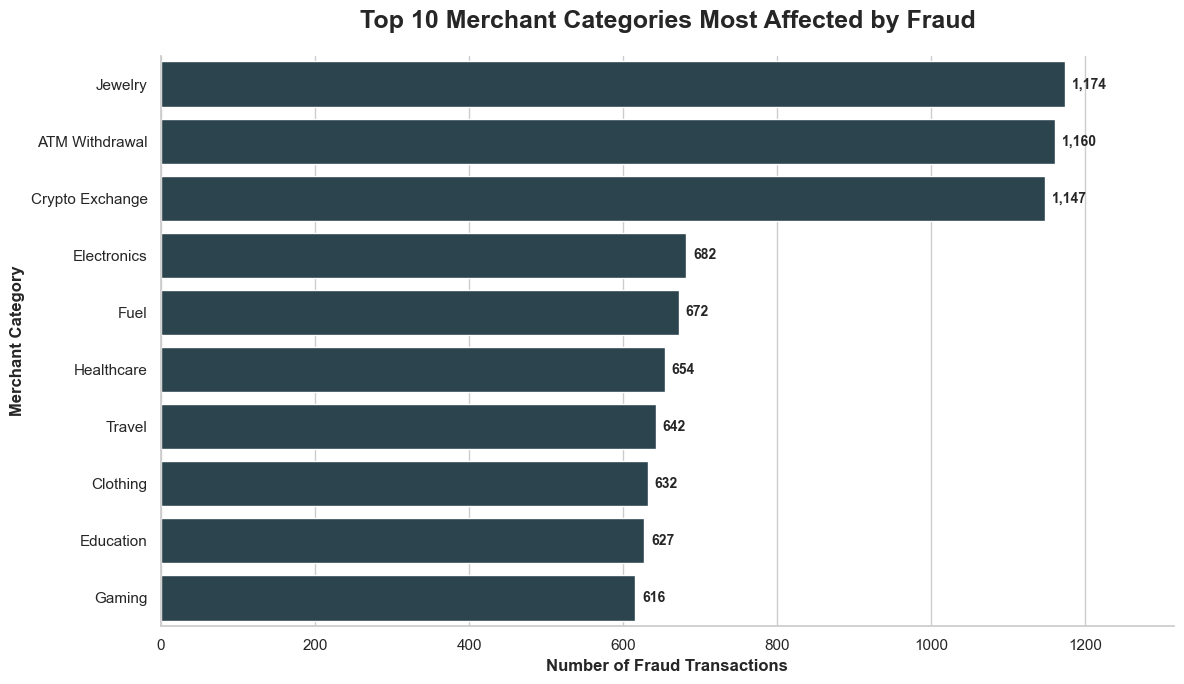 Top 10 Merchant Categories Most Affected by Fraud
Merchant Category
Jewelry 1,174
ATM Withdrawal 1,160
Crypto Exchange 1,147
Electronics 682
Fuel 672
Healthcare 654
Travel 642
Clothing 632
Education 627
Gaming 616
0 200 400 600 800 1000 1200
Number of Fraud Transactions